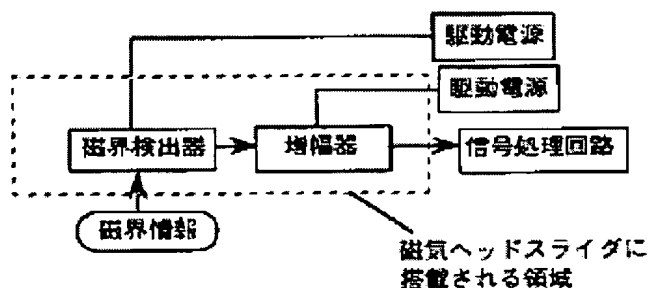 駆動電源
駆動電源
磁界検出器
増幅器
信号処理回路
磁界情報
磁気ヘッドスライダに
搭載される領域